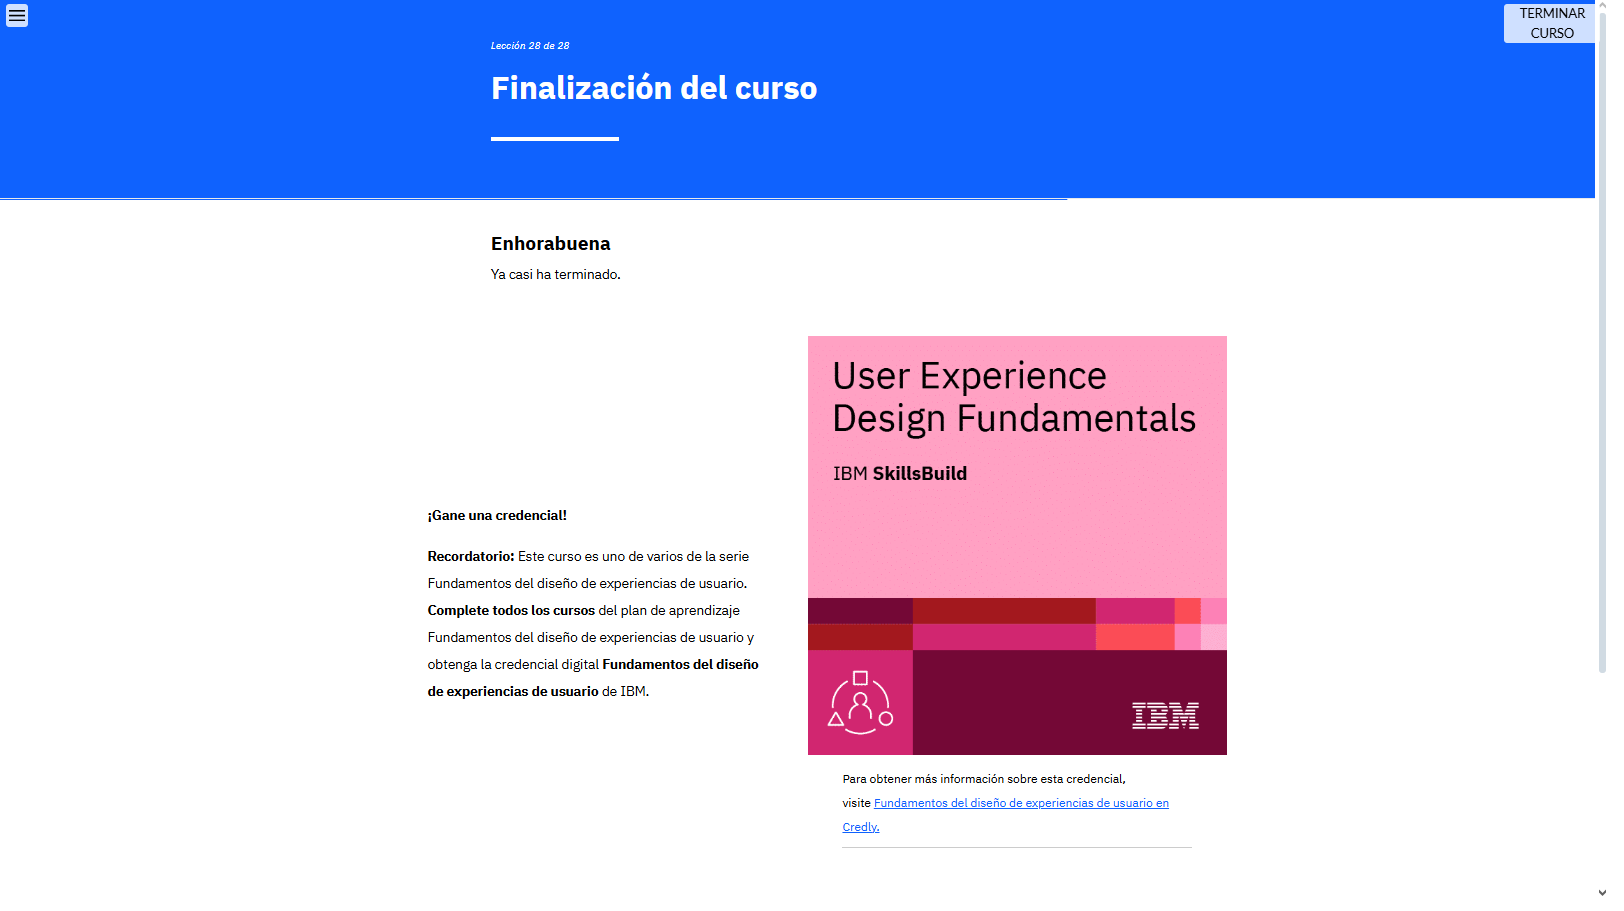 TERMINAR
CURSO
Lección 28 de 28
Finalización del curso
Enhorabuena
Ya casi ha terminado.
User Experience
Design Fundamentals
IBM SkillsBuild
¡Gane una credencial!
Recordatorio: Este curso es uno de varios de la serie
Fundamentos del diseño de experiencias de usuario.
Complete todos los cursos del plan de aprendizaje
Fundamentos del diseño de experiencias de usuario y
obtenga la credencial digital Fundamentos del diseño
de experiencias de usuario de IBM.
IBM
Para obtener más información sobre esta credencial,
visite Fundamentos del diseño de experiencias de usuario en
Credly.